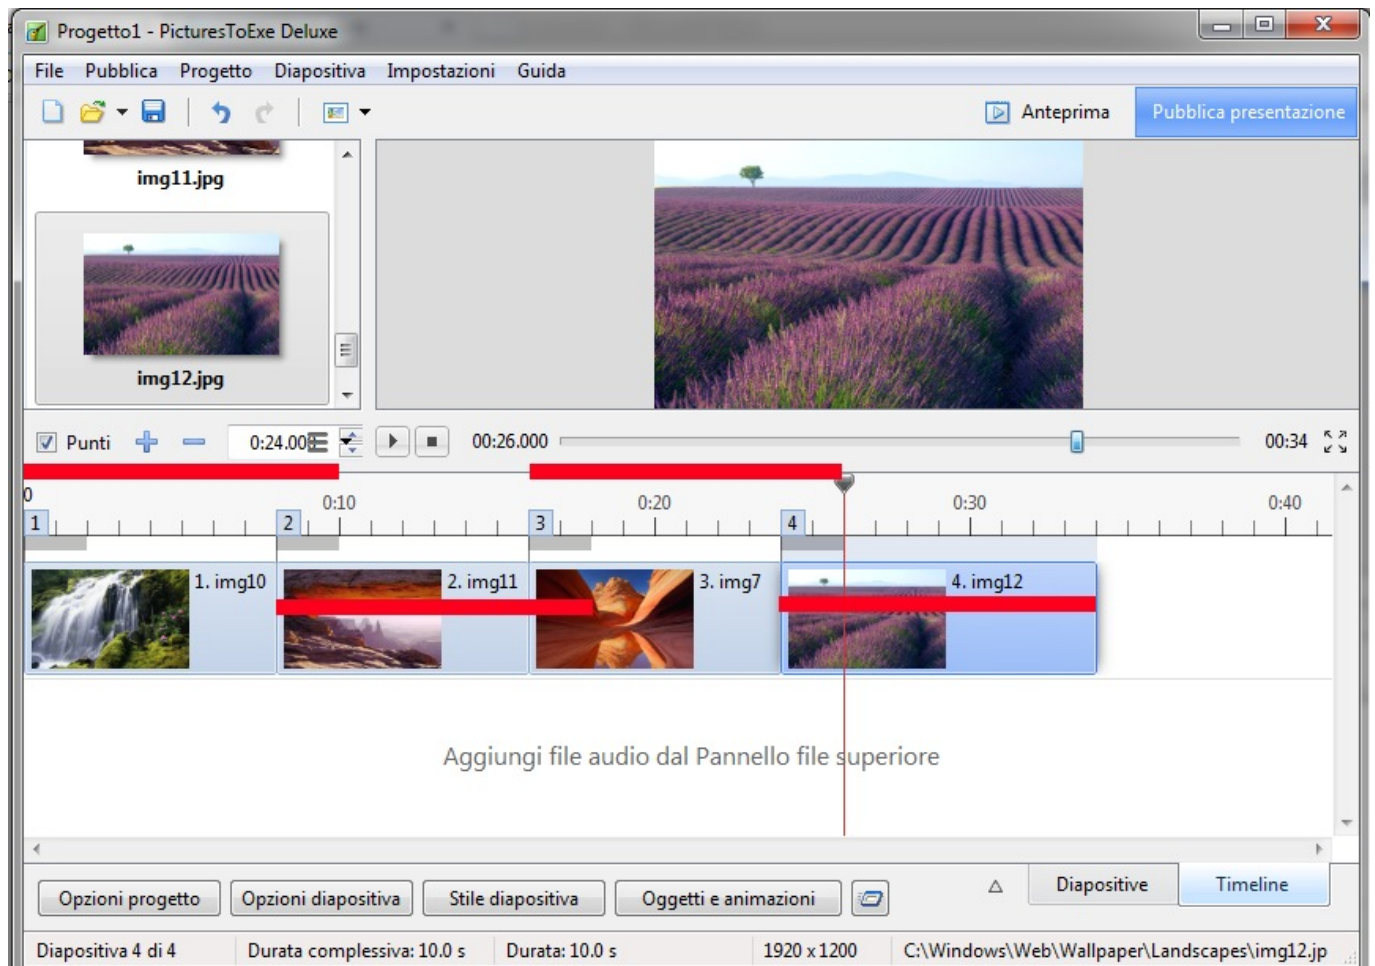 Progetto1 - PicturesToExe Deluxe
File Pubblica Progetto Diapositiva Impostazioni Guida
Anteprima Pubblica presentazione
img11.jpg
img12.jpg
Punti 0:24.00 00:26.000 00:34
0 0:10 0:20 0:30 0:40
1 2 3 4
1. img10 2. img11 3. img7 4. img12
Aggiungi file audio dal Pannello file superiore
Opzioni progetto Opzioni diapositiva Stile diapositiva Oggetti e animazioni Diapositive Timeline
Diapositiva 4 di 4 Durata complessiva: 10.0 s Durata: 10.0 s 1920 x 1200 C:\Windows\Web\Wallpaper\Landscapes\img12.jp